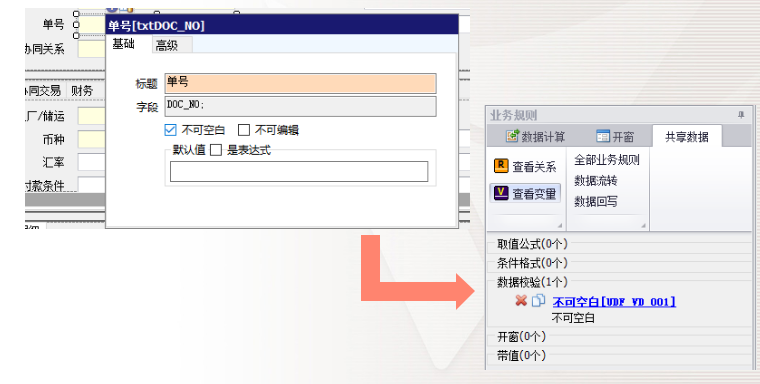 单号
协同关系
协同交易 财务
厂/储运
币种
汇率
付款条件
单号[txtDOC_NO]
基础 高级
标题 单号
字段 DOC_NO;
不可空白 不可编辑
默认值 是表达式
业务规则
数据计算 开窗 共享数据
R 查看关系
V 查看变量
全部业务规则
数据流转
数据回写
取值公式(0个)
条件格式(0个)
数据校验(1个)
不可空白[UDF_VD_001]
不可空白
开窗(0个)
带值(0个)